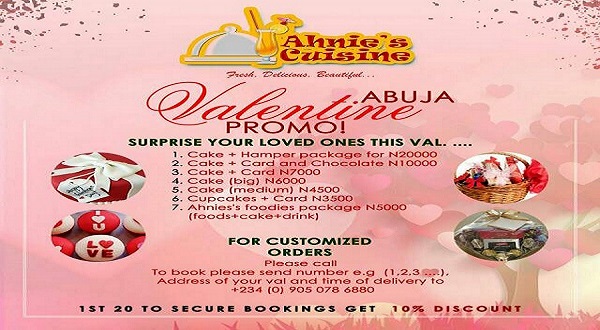 Ahnie's
Cuisine
Fresh. Delicious. Beautiful...
Valentine ABUJA
PROMO!
SURPRISE YOUR LOVED ONES THIS VAL. ....
1. Cake + Hamper package for N20000
2. Cake + Card and Chocolate N10000
3. Cake + Card N7000
4. Cake (big) N6000
5. Cake (medium) N4500
6. Cupcakes + Card N3500
7. Ahnies's foodies package N5000
(foods+cake+drink)
I
U
LOVE
FOR CUSTOMIZED
ORDERS
Please call
To book please send number e.g (1,2,3 ....),
Address of your val and time of delivery to
+234 (0) 905 078 6880
1ST 20 TO SECURE BOOKINGS GET 10% DISCOUNT